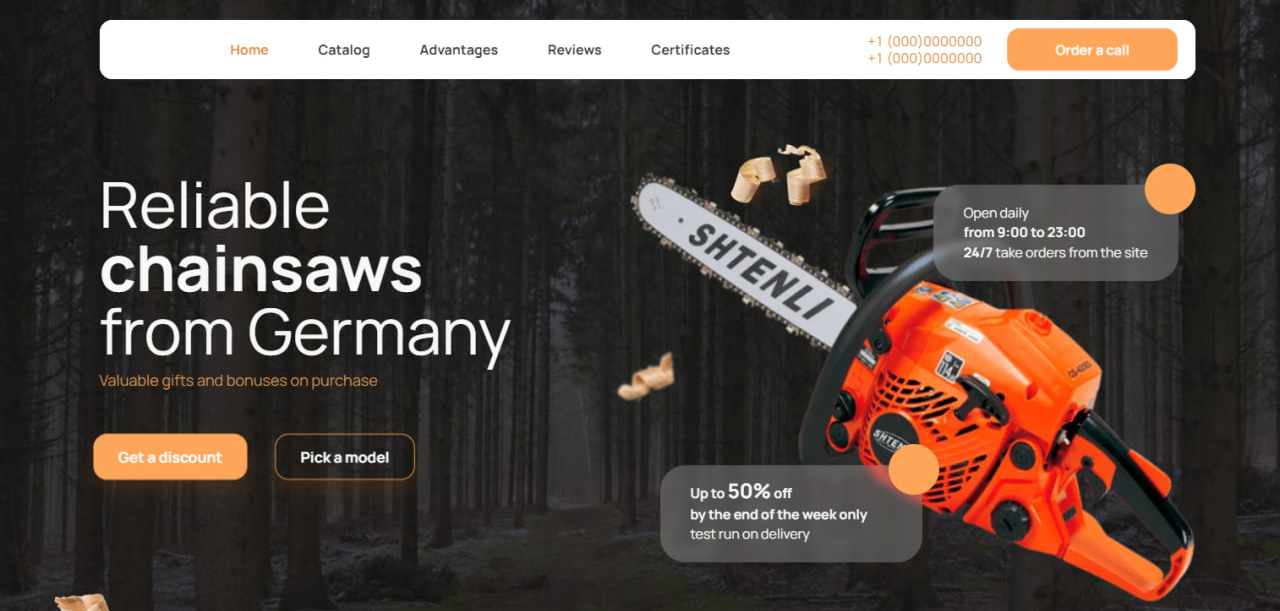 Home
Catalog
Advantages
Reviews
Certificates
+1 (000)0000000
+1 (000)0000000
Order a call
Reliable
chainsaws
from Germany
Valuable gifts and bonuses on purchase
Get a discount
Pick a model
SHTENLI
Open daily
from 9:00 to 23:00
24/7 take orders from the site
Up to 50% off
by the end of the week only
test run on delivery